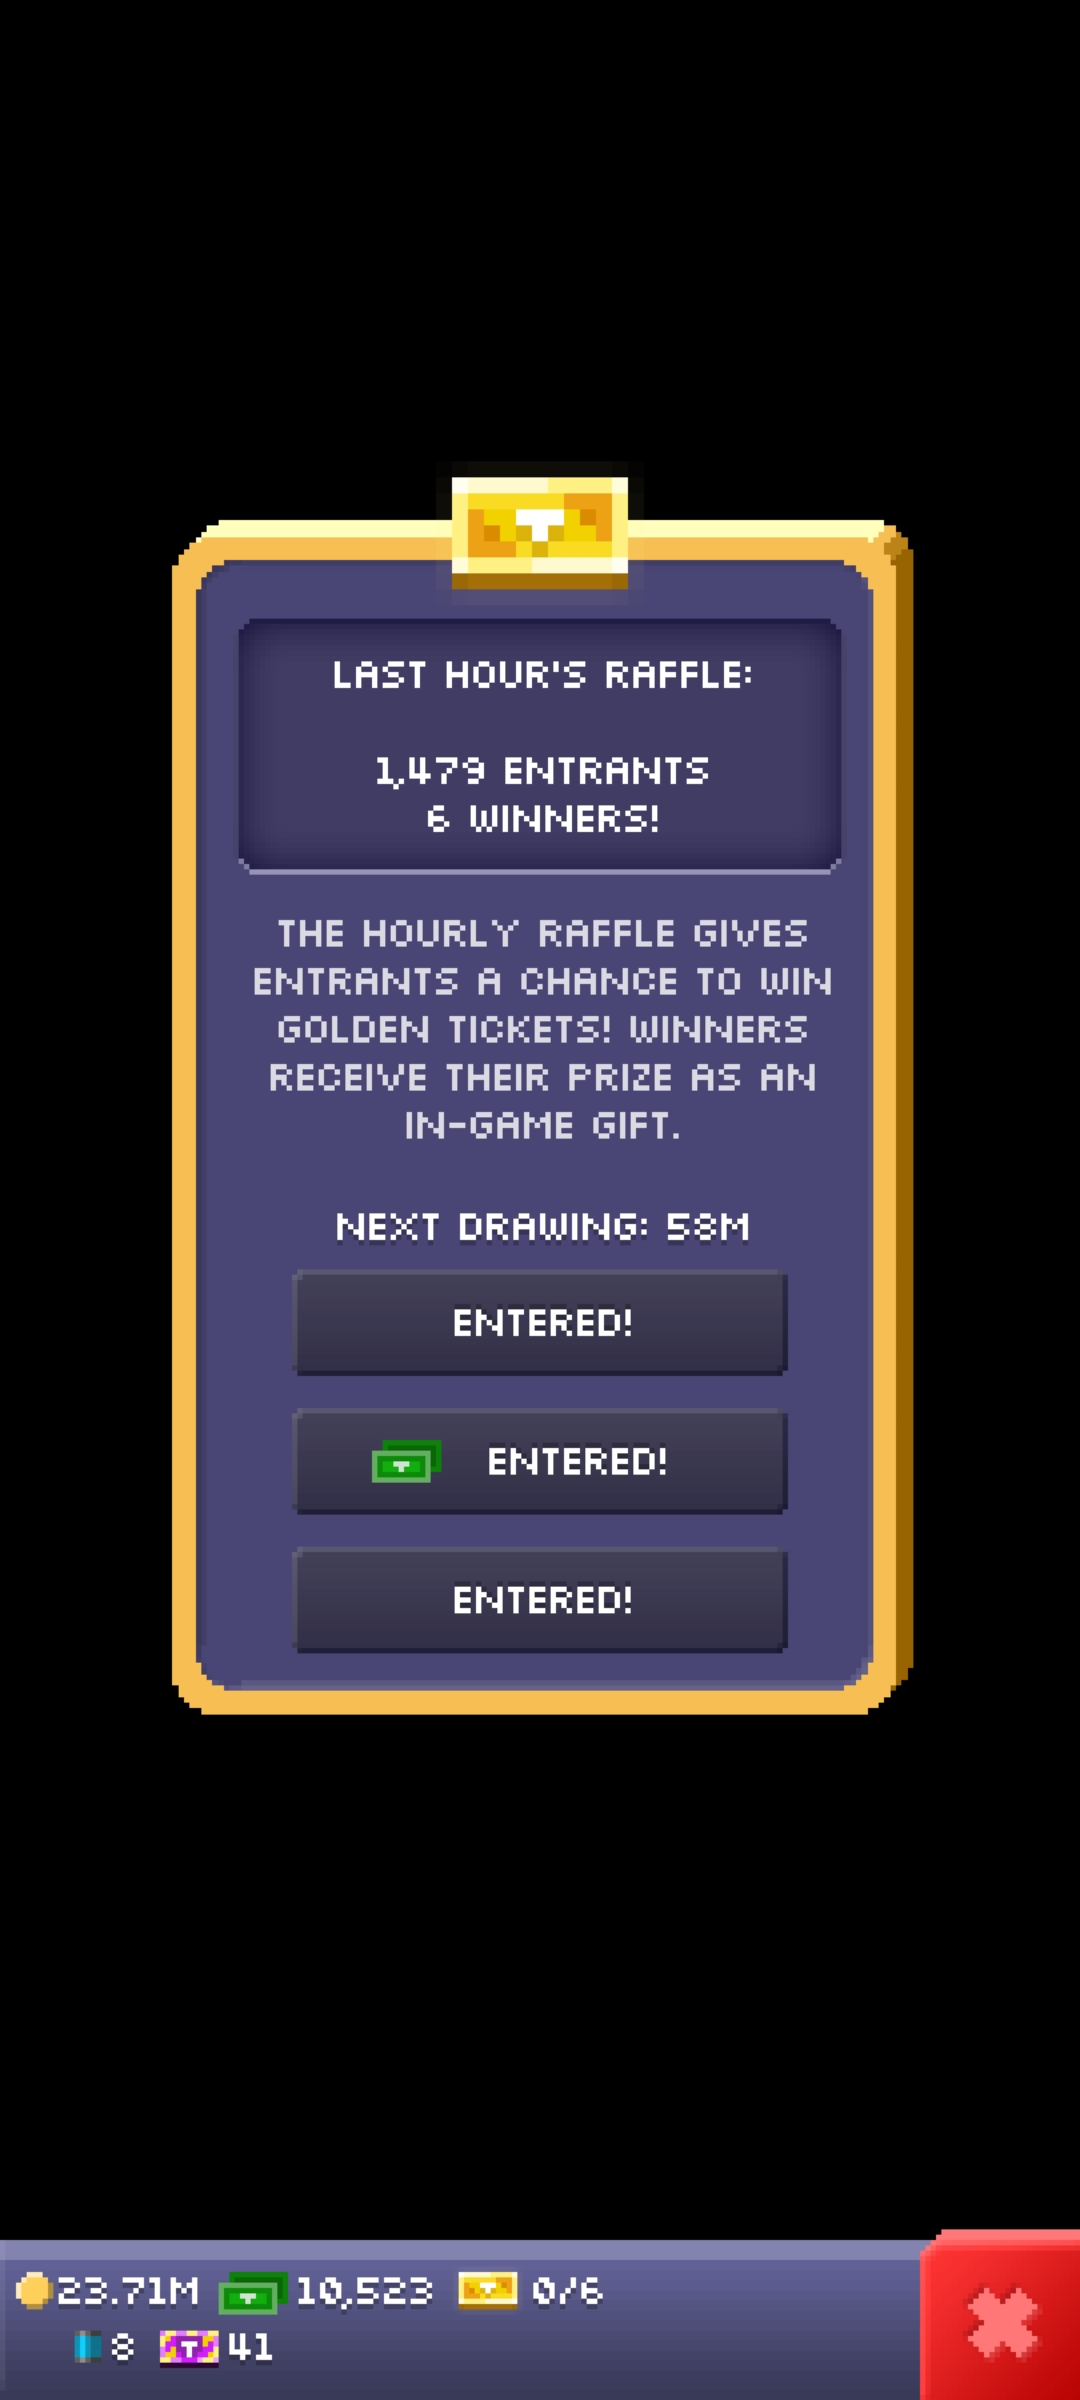 LAST HOUR'S RAFFLE:
1,479 ENTRANTS
6 WINNERS!
THE HOURLY RAFFLE GIVES
ENTRANTS A CHANCE TO WIN
GOLDEN TICKETS! WINNERS
RECEIVE THEIR PRIZE AS AN
IN-GAME GIFT.
NEXT DRAWING: 58M
ENTERED!
ENTERED!
ENTERED!
23.71M 10,523 0/6
8 41